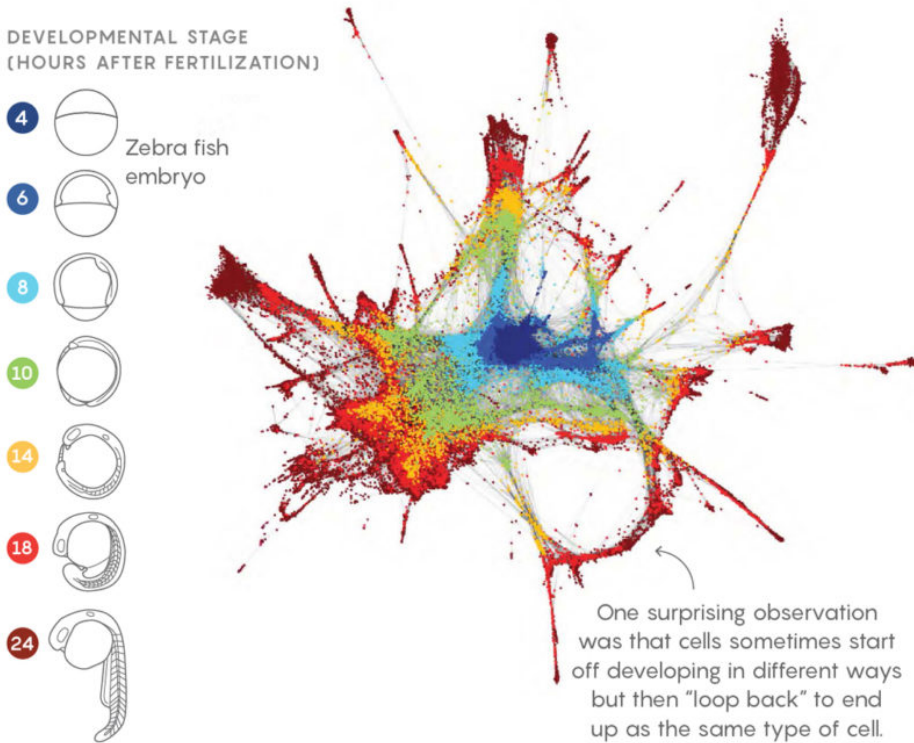 DEVELOPMENTAL STAGE
(HOURS AFTER FERTILIZATION)
4
Zebra fish
embryo
6
8
10
14
18
24
One surprising observation
was that cells sometimes start
off developing in different ways
but then “loop back” to end
up as the same type of cell.